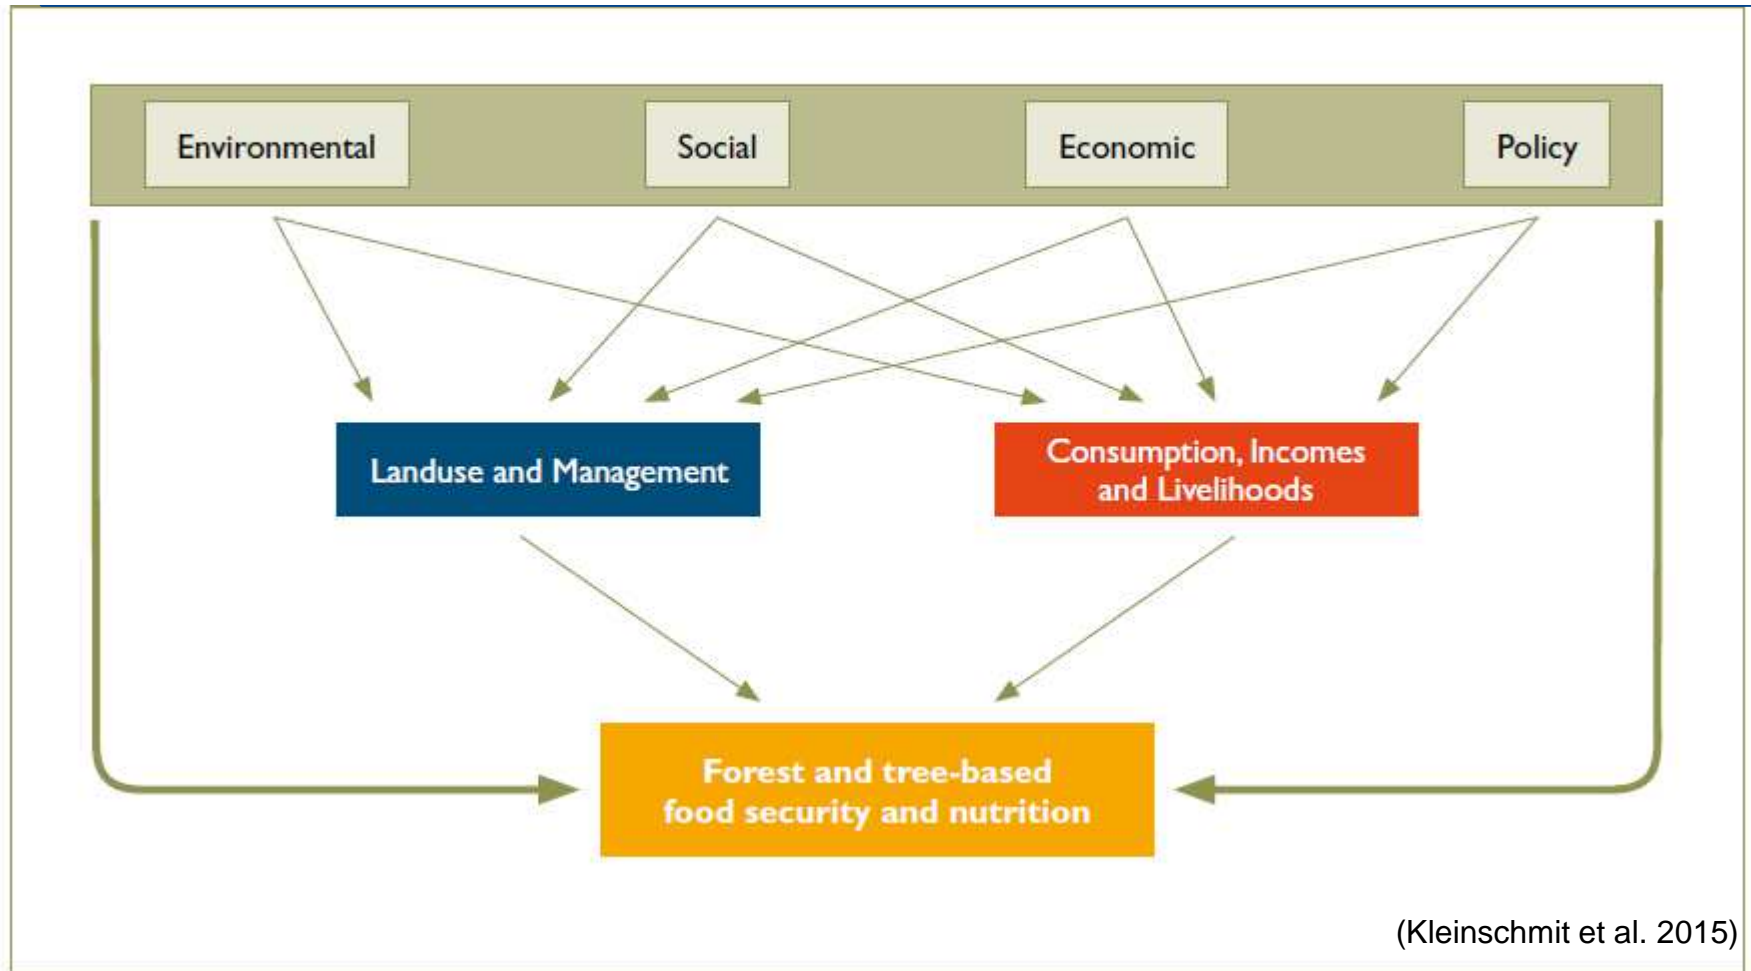 Environmental
Social
Economic
Policy
Landuse and Management
Consumption, Incomes
and Livelihoods
Forest and tree-based
food security and nutrition
(Kleinschmit et al. 2015)